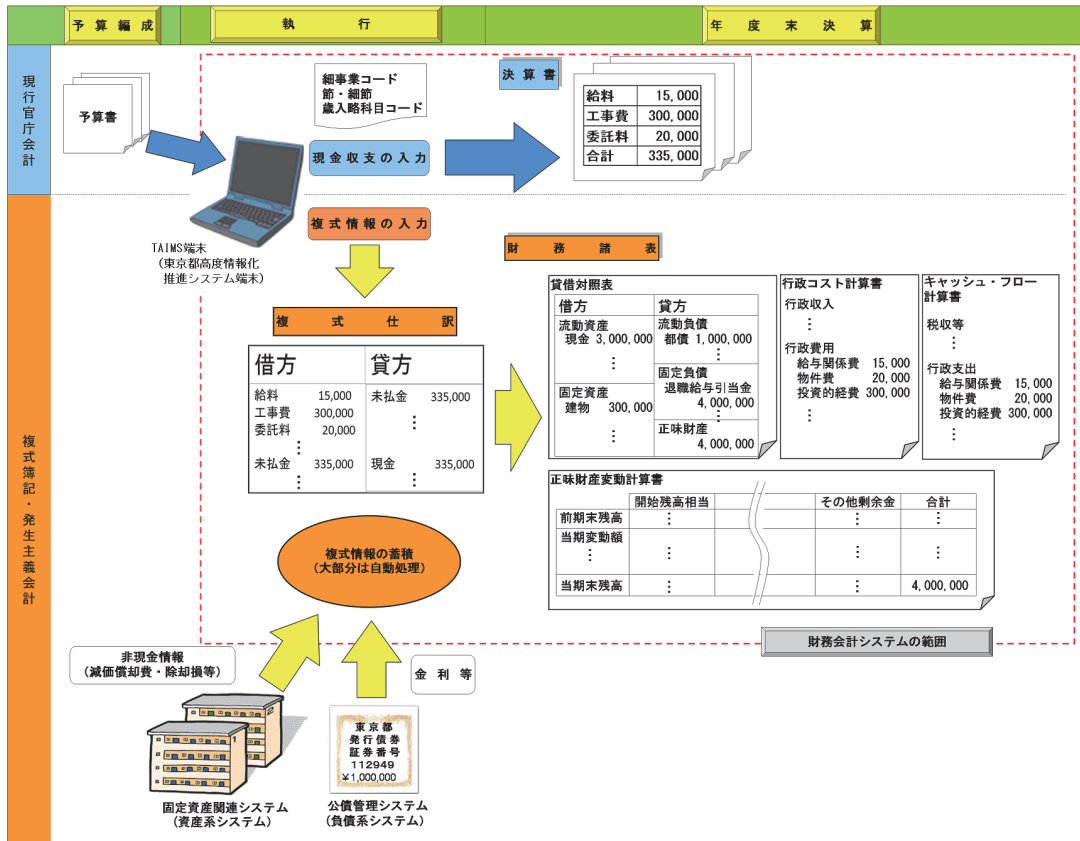 予算編成
執行
年度末決算
現行官庁会計
予算書
細事業コード
節・細節
歳入略科目コード
現金収支の入力
決算書
給料 15,000
工事費 300,000
委託料 20,000
合計 335,000
複式簿記・発生主義会計
TAIMS端末
(東京都高度情報化
推進システム端末)
複式情報の入力
財務諸表
複式仕訳
借方 貸方
給料 15,000 未払金 335,000
工事費 300,000
委託料 20,000
⋮ ⋮
未払金 335,000 現金 335,000
⋮ ⋮
貸借対照表
借方 貸方
流動資産 流動負債
現金 3,000,000 都債 1,000,000
⋮ ⋮
固定負債
退職給与引当金
固定資産 4,000,000
建物 300,000 ⋮
⋮ 正味財産
4,000,000
行政コスト計算書
行政収入
⋮
行政費用
給与関係費 15,000
物件費 20,000
投資的経費 300,000
⋮
キャッシュ・フロー
計算書
税収等
⋮
行政支出
給与関係費 15,000
物件費 20,000
投資的経費 300,000
⋮
正味財産変動計算書
開始残高相当 その他剰余金 合計
前期末残高 ⋮ ⋮ ⋮
当期変動額
⋮ ⋮ ⋮ ⋮
当期末残高 ⋮ ⋮ 4,000,000
複式情報の蓄積
(大部分は自動処理)
財務会計システムの範囲
非現金情報
(減価償却費・除却損等)
金利等
東京都
発行債券
証券番号
112949
¥1,000,000
固定資産関連システム
(資産系システム)
公債管理システム
(負債系システム)